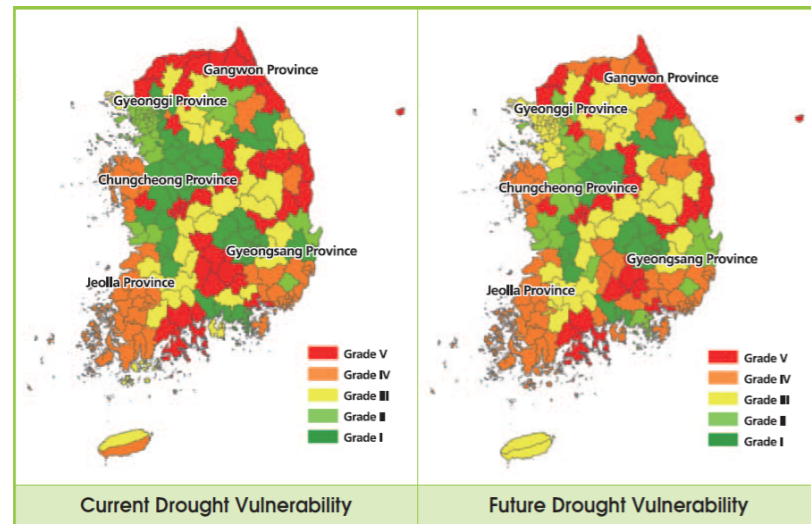 Gangwon Province
Gyeonggi Province
Chungcheong Province
Gyeongsang Province
Jeolla Province
Grade V
Grade IV
Grade III
Grade II
Grade I
Current Drought Vulnerability
Gangwon Province
Gyeonggi Province
Chungcheong Province
Gyeongsang Province
Jeolla Province
Grade V
Grade IV
Grade III
Grade II
Grade I
Future Drought Vulnerability